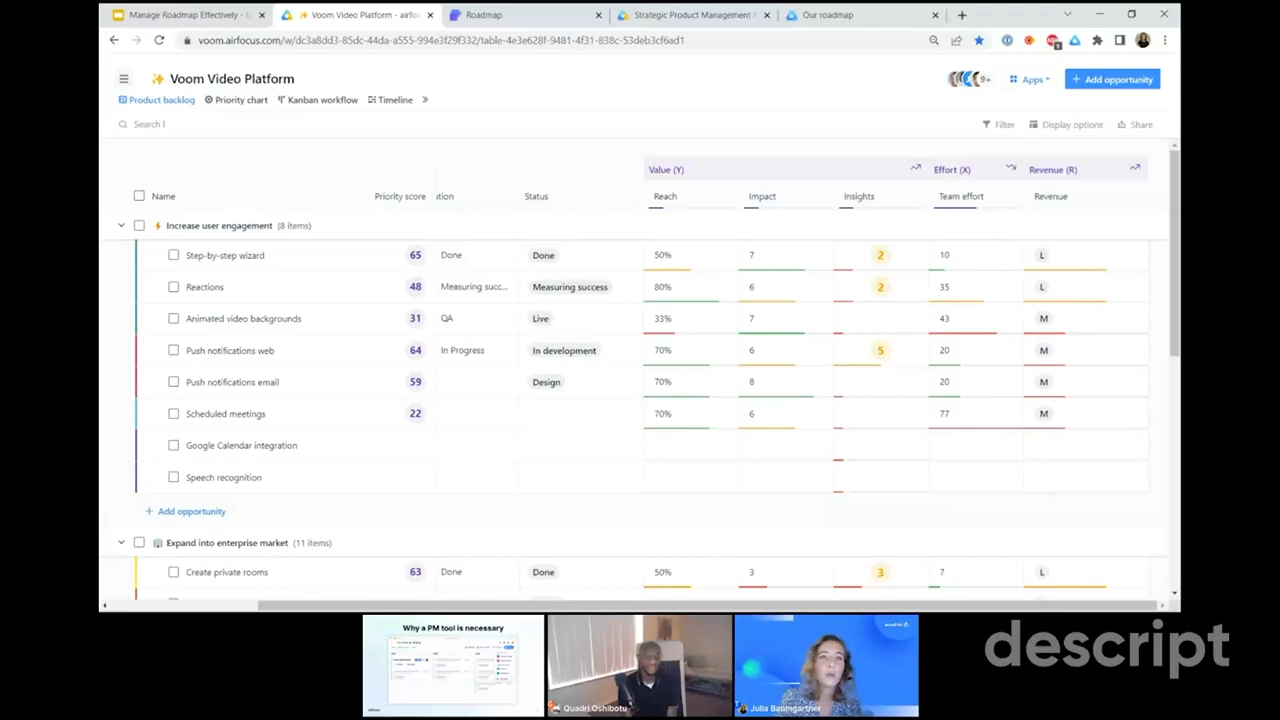 Manage Roadmap Effectively - G
Voom Video Platform - airfoc
Roadmap
Strategic Product Management
Our roadmap
voom.airfocus.com/w/dc3a8dd3-85dc-44da-a555-994e3f29f332/table-4e3e628f-9481-4f31-838c-53deb3cf6ad1
Voom Video Platform
9+
Apps
+ Add opportunity
Product backlog Priority chart Kanban workflow Timeline
Search
Filter Display options Share
Value (Y) Effort (X) Revenue (R)
Name Priority score ition Status Reach Impact Insights Team effort Revenue
Increase user engagement (8 items)
Step-by-step wizard 65 Done Done 50% 7 2 10 L
Reactions 48 Measuring succ... Measuring success 80% 6 2 35 L
Animated video backgrounds 31 QA Live 33% 7 43 M
Push notifications web 64 In Progress In development 70% 6 5 20 M
Push notifications email 59 Design 70% 8 20 M
Scheduled meetings 22 70% 6 77 M
Google Calendar integration
Speech recognition
+ Add opportunity
Expand into enterprise market (11 items)
Create private rooms 63 Done Done 50% 3 3 7 L
Why a PM tool is necessary
Quadri Oshibotu
Julia Baumgartner
descript